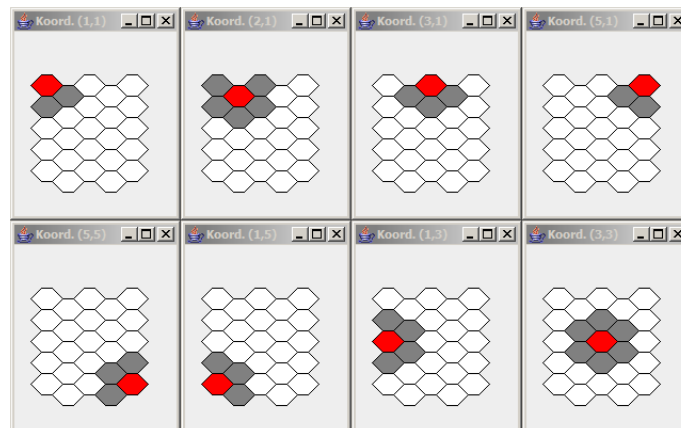 Koord. (1,1)
Koord. (2,1)
Koord. (3,1)
Koord. (5,1)
Koord. (5,5)
Koord. (1,5)
Koord. (1,3)
Koord. (3,3)